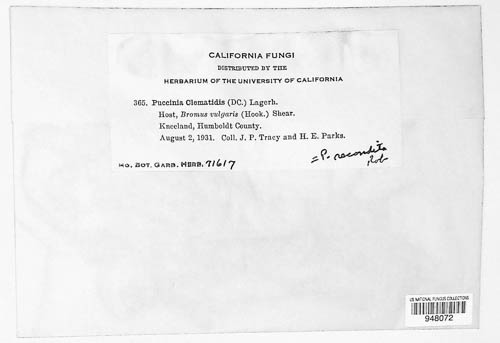 CALIFORNIA FUNGI
DISTRIBUTED BY THE
HERBARIUM OF THE UNIVERSITY OF CALIFORNIA
365. Puccinia Clematidis (DC.) Lagerh.
Host, Bromus vulgaris (Hook.) Shear.
Kneeland, Humboldt County.
August 2, 1931. Coll. J. P. Tracy and H. E. Parks.
MO. BOT. GARB. HERB. 71617
= P. recondita
Rob
US NATIONAL FUNGUS COLLECTIONS
948072